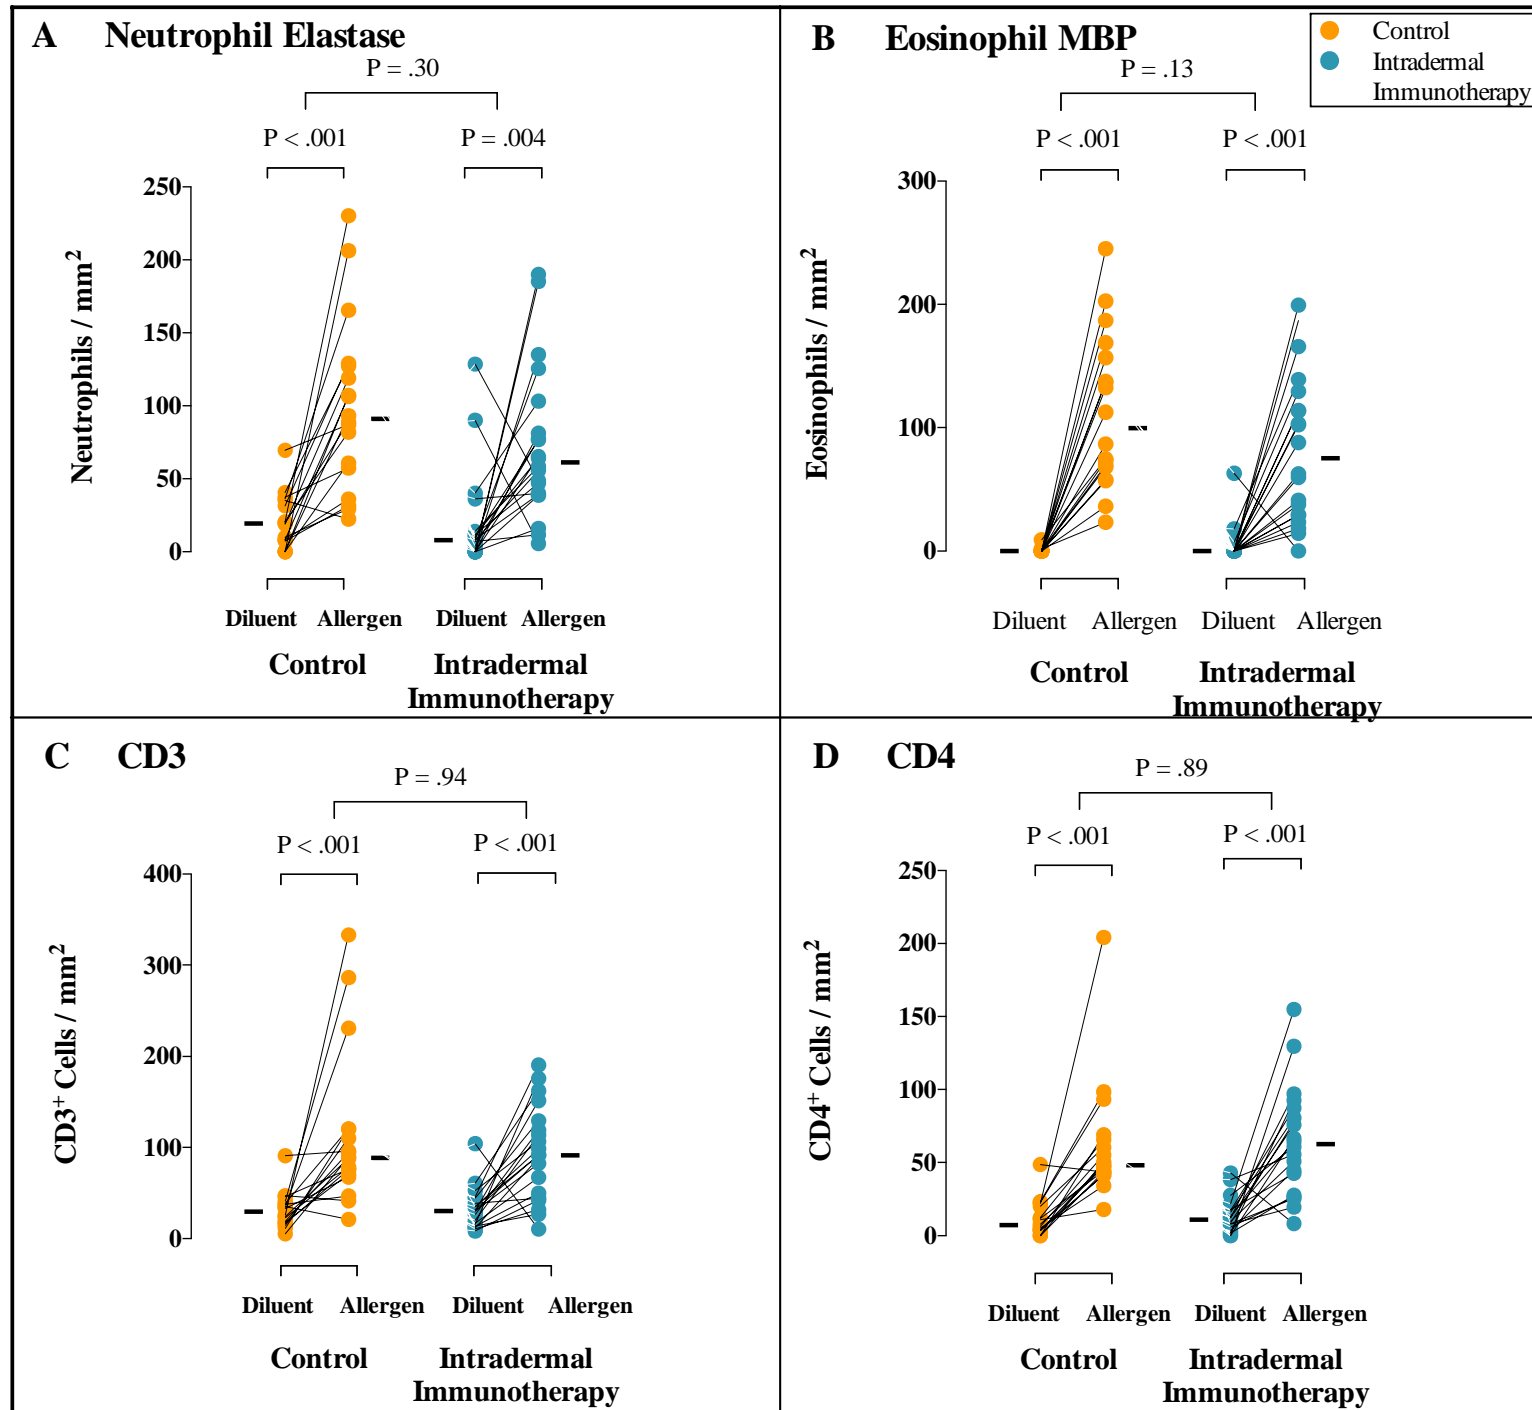 A Neutrophil Elastase
P = .30
P < .001 P = .004
250
200
150
100
50
0
Neutrophils / mm²
Diluent Allergen Diluent Allergen
Control Intradermal
Immunotherapy
B Eosinophil MBP
Control
Intradermal
Immunotherapy
P = .13
P < .001 P < .001
300
200
100
0
Eosinophils / mm²
Diluent Allergen Diluent Allergen
Control Intradermal
Immunotherapy
C CD3
P = .94
P < .001 P < .001
400
300
200
100
0
CD3⁺ Cells / mm²
Diluent Allergen Diluent Allergen
Control Intradermal
Immunotherapy
D CD4
P = .89
P < .001 P < .001
250
200
150
100
50
0
CD4⁺ Cells / mm²
Diluent Allergen Diluent Allergen
Control Intradermal
Immunotherapy